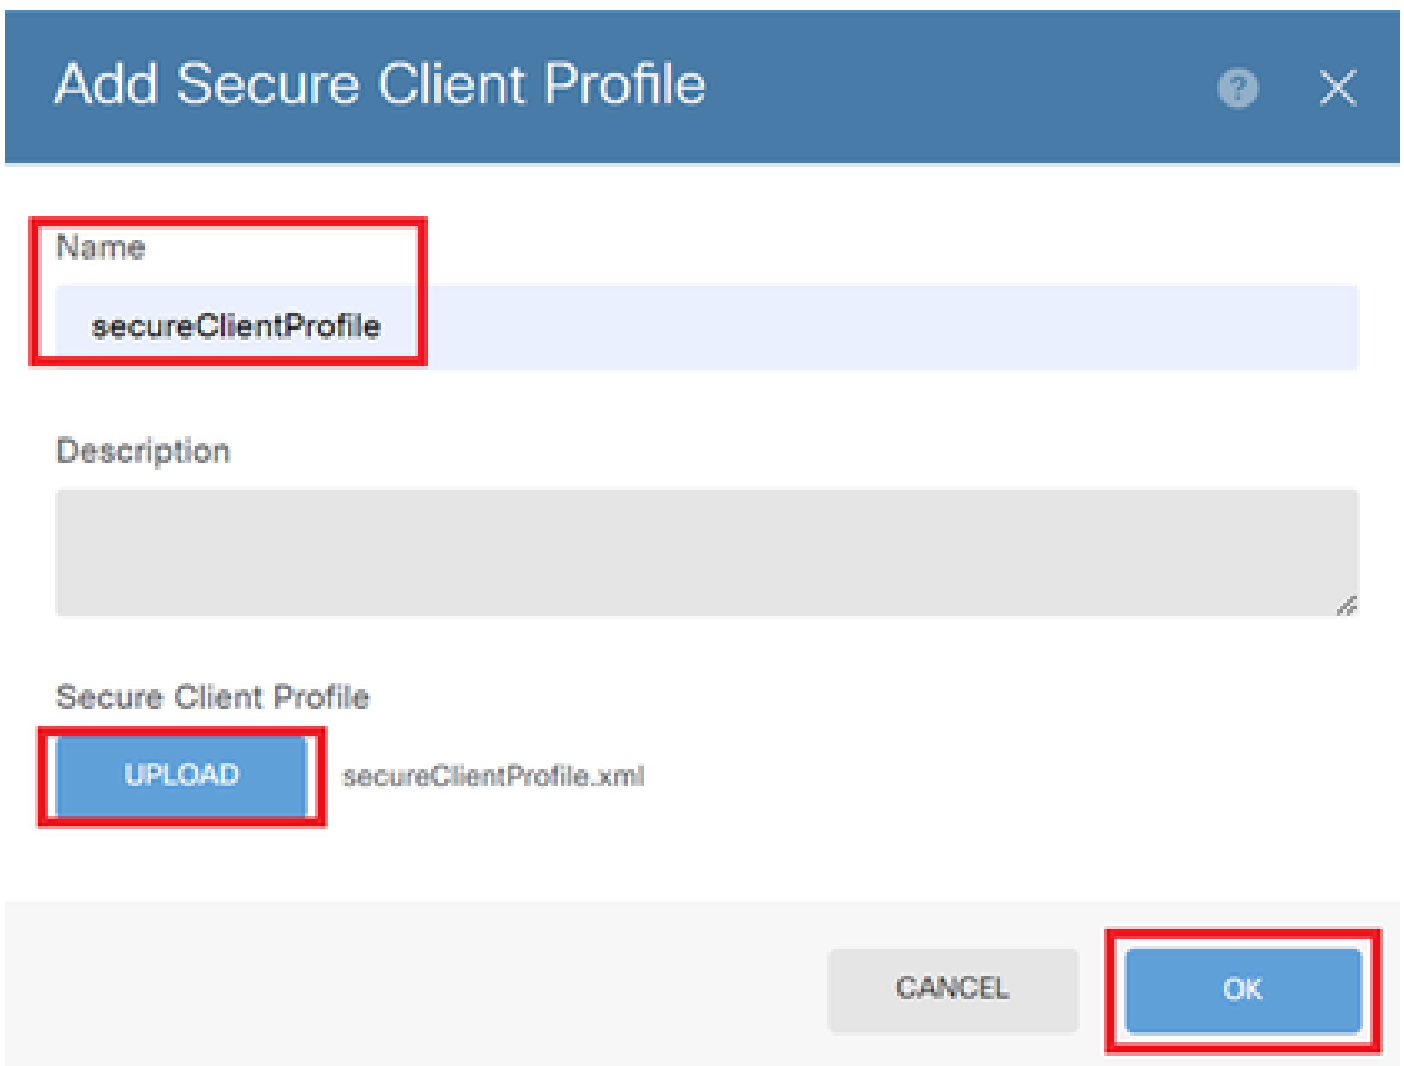 Add Secure Client Profile
?
Name
secureClientProfile
Description
Secure Client Profile
UPLOAD secureClientProfile.xml
CANCEL OK